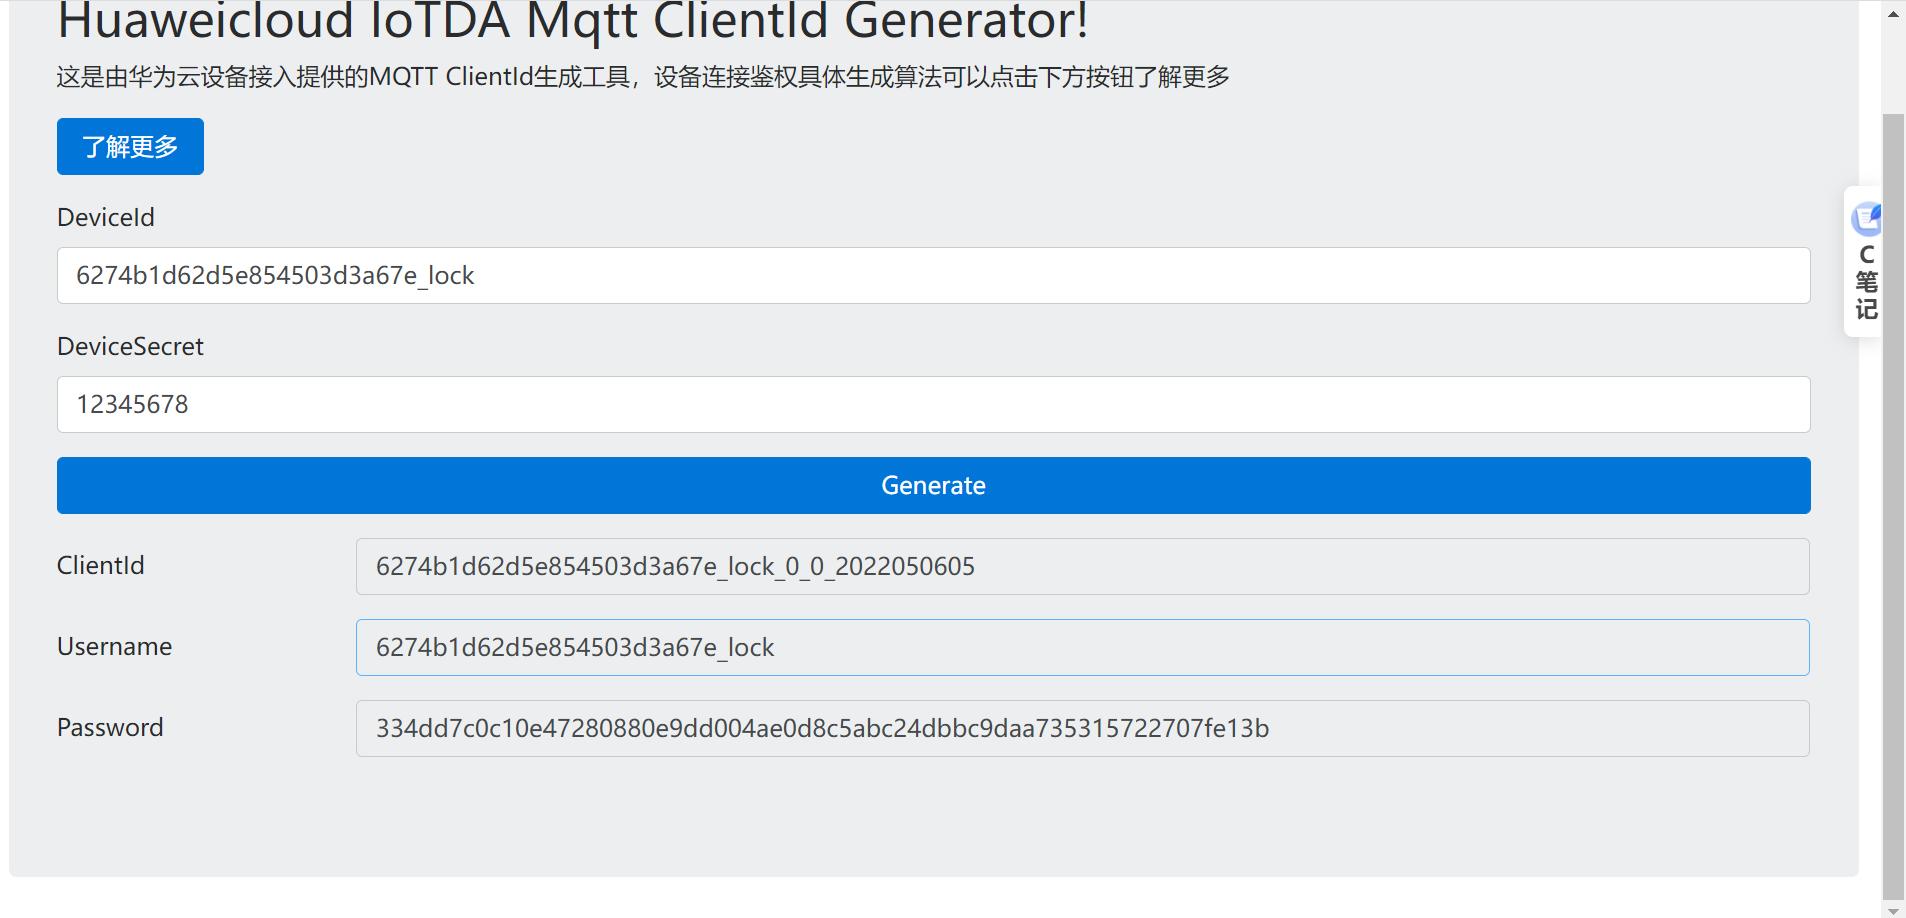 Huaweicloud IoTDA Mqtt ClientId Generator!
这是由华为云设备接入提供的MQTT ClientId生成工具，设备连接鉴权具体生成算法可以点击下方按钮了解更多
了解更多
DeviceId
6274b1d62d5e854503d3a67e_lock
DeviceSecret
12345678
Generate
ClientId
6274b1d62d5e854503d3a67e_lock_0_0_2022050605
Username
6274b1d62d5e854503d3a67e_lock
Password
334dd7c0c10e47280880e9dd004ae0d8c5abc24dbbc9daa735315722707fe13b
C
笔
记